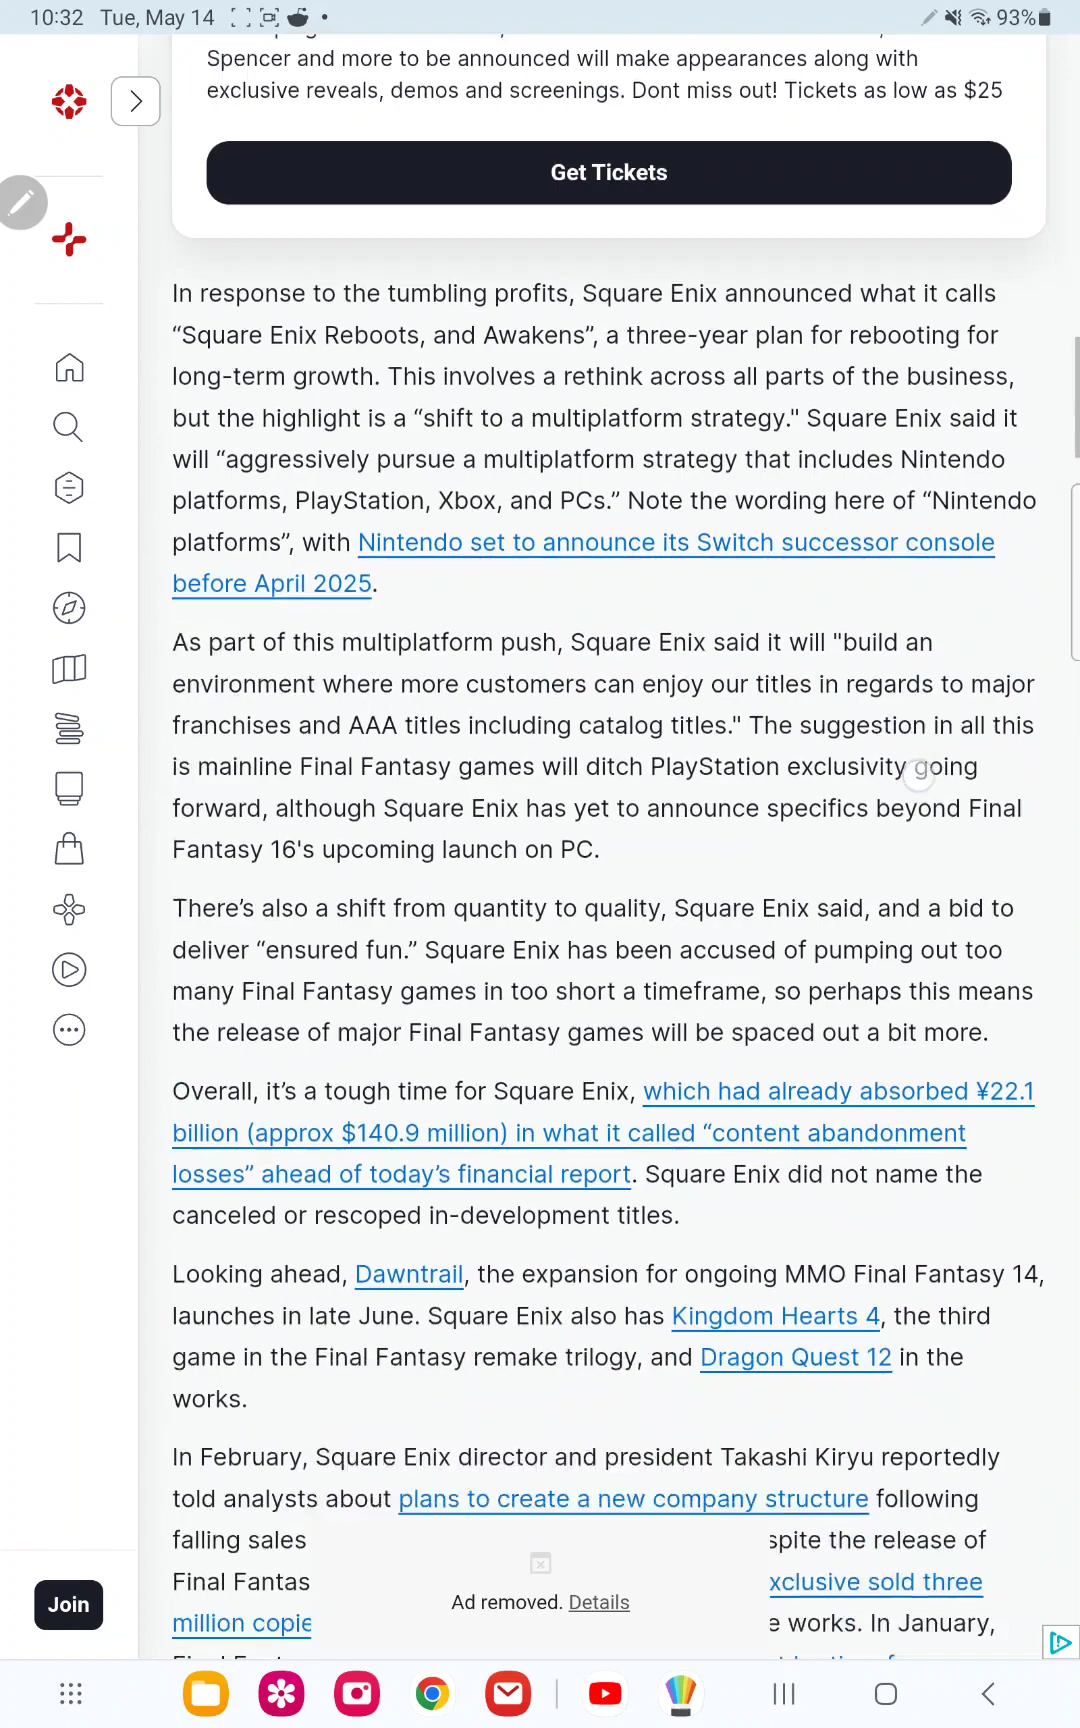 10:32 Tue, May 14
93%
Spencer and more to be announced will make appearances along with
exclusive reveals, demos and screenings. Dont miss out! Tickets as low as $25
Get Tickets
In response to the tumbling profits, Square Enix announced what it calls
“Square Enix Reboots, and Awakens”, a three-year plan for rebooting for
long-term growth. This involves a rethink across all parts of the business,
but the highlight is a “shift to a multiplatform strategy." Square Enix said it
will “aggressively pursue a multiplatform strategy that includes Nintendo
platforms, PlayStation, Xbox, and PCs.” Note the wording here of “Nintendo
platforms”, with Nintendo set to announce its Switch successor console
before April 2025.
As part of this multiplatform push, Square Enix said it will "build an
environment where more customers can enjoy our titles in regards to major
franchises and AAA titles including catalog titles." The suggestion in all this
is mainline Final Fantasy games will ditch PlayStation exclusivity going
forward, although Square Enix has yet to announce specifics beyond Final
Fantasy 16's upcoming launch on PC.
There’s also a shift from quantity to quality, Square Enix said, and a bid to
deliver “ensured fun.” Square Enix has been accused of pumping out too
many Final Fantasy games in too short a timeframe, so perhaps this means
the release of major Final Fantasy games will be spaced out a bit more.
Overall, it’s a tough time for Square Enix, which had already absorbed ¥22.1
billion (approx $140.9 million) in what it called “content abandonment
losses” ahead of today’s financial report. Square Enix did not name the
canceled or rescoped in-development titles.
Looking ahead, Dawntrail, the expansion for ongoing MMO Final Fantasy 14,
launches in late June. Square Enix also has Kingdom Hearts 4, the third
game in the Final Fantasy remake trilogy, and Dragon Quest 12 in the
works.
In February, Square Enix director and president Takashi Kiryu reportedly
told analysts about plans to create a new company structure following
falling sales spite the release of
Final Fantas xclusive sold three
million copie e works. In January,
Ad removed. Details
Join